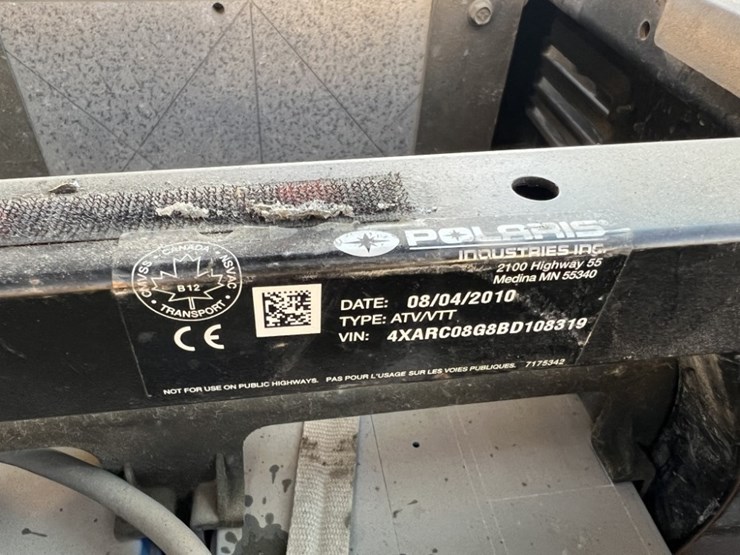 POLARIS
INDUSTRIES INC.
2100 Highway 55
Medina MN 55340
CANADA
CMVSS
NSVAC
B12
TRANSPORT
CE
DATE: 08/04/2010
TYPE: ATV/VTT
VIN: 4XARC08G8BD108319
NOT FOR USE ON PUBLIC HIGHWAYS. PAS POUR L'USAGE SUR LES VOIES PUBLIQUES. 7175342